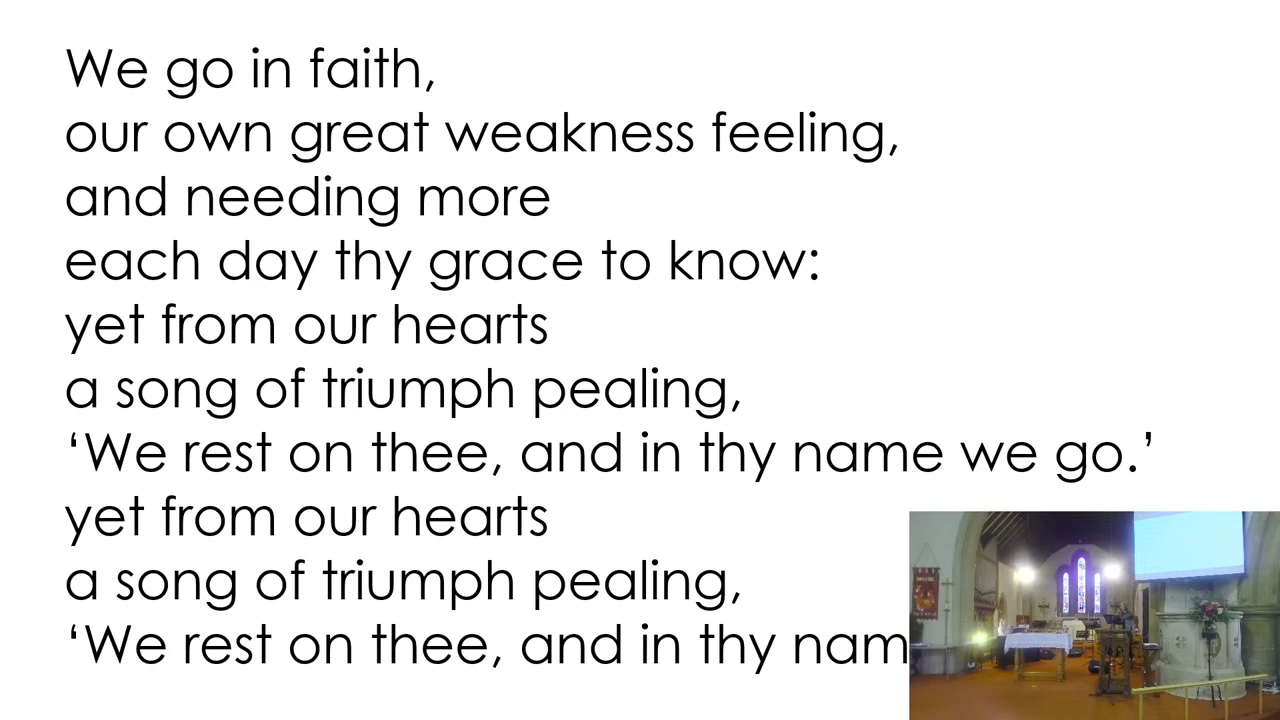 We go in faith,
our own great weakness feeling,
and needing more
each day thy grace to know:
yet from our hearts
a song of triumph pealing,
‘We rest on thee, and in thy name we go.’
yet from our hearts
a song of triumph pealing,
‘We rest on thee, and in thy nam